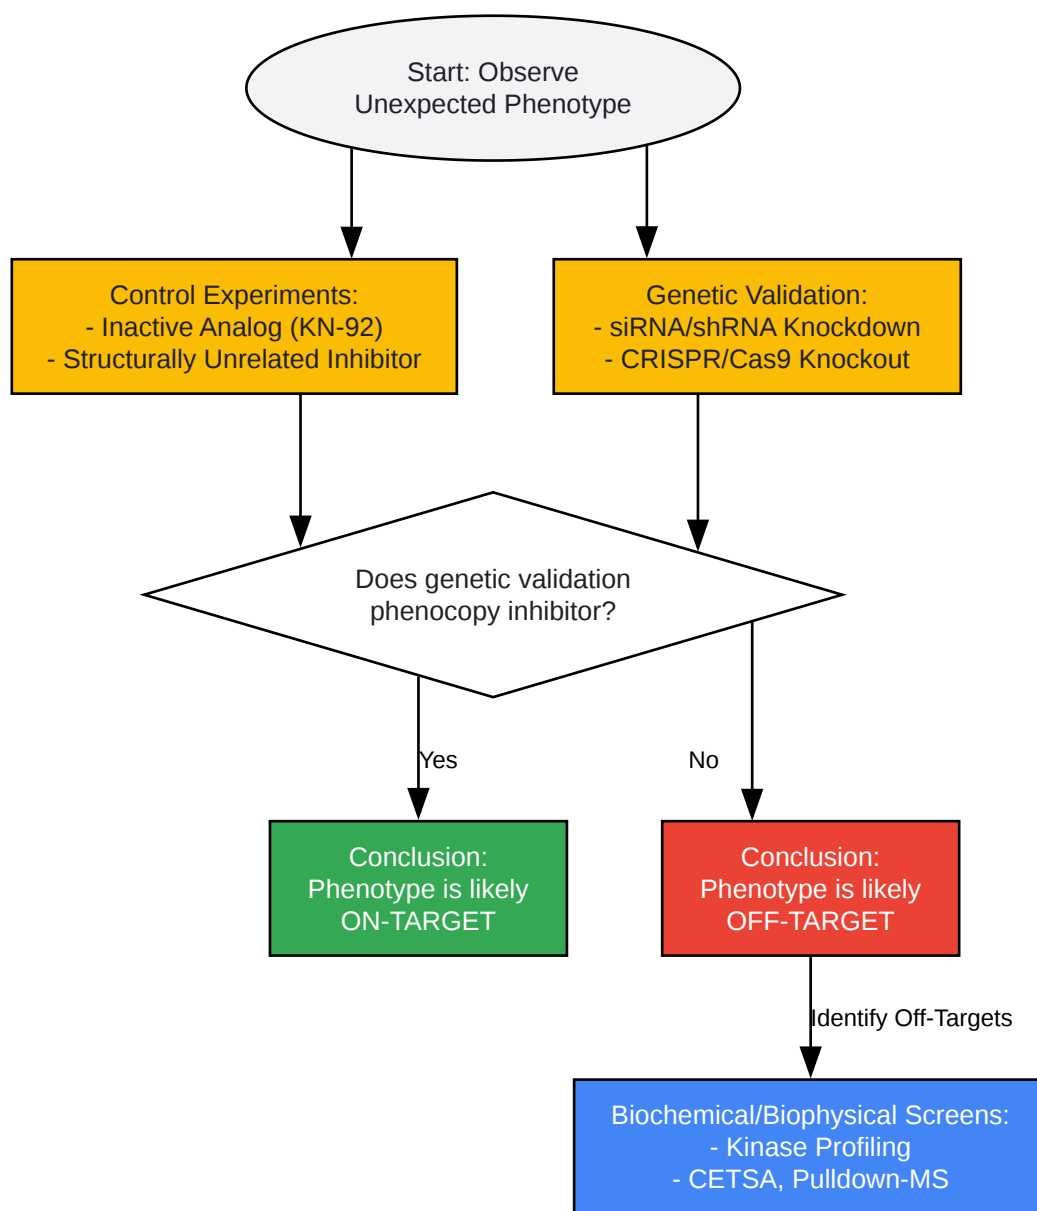 Start: Observe
Unexpected Phenotype
Control Experiments:
- Inactive Analog (KN-92)
- Structurally Unrelated Inhibitor
Genetic Validation:
- siRNA/shRNA Knockdown
- CRISPR/Cas9 Knockout
Does genetic validation
phenocopy inhibitor?
Yes
No
Conclusion:
Phenotype is likely
ON-TARGET
Conclusion:
Phenotype is likely
OFF-TARGET
Identify Off-Targets
Biochemical/Biophysical Screens:
- Kinase Profiling
- CETSA, Pulldown-MS